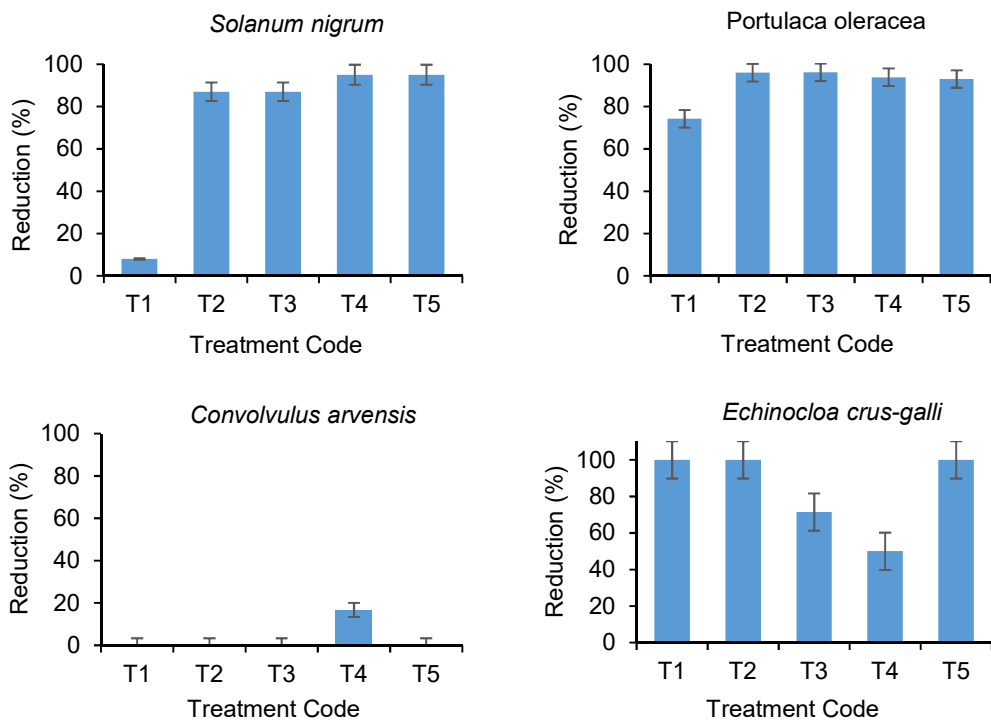 Solanum nigrum
Reduction (%)
100
80
60
40
20
0
T1 T2 T3 T4 T5
Treatment Code
Portulaca oleracea
Reduction (%)
100
80
60
40
20
0
T1 T2 T3 T4 T5
Treatment Code
Convolvulus arvensis
Reduction (%)
100
80
60
40
20
0
T1 T2 T3 T4 T5
Treatment Code
Echinocloa crus-galli
Reduction (%)
100
80
60
40
20
0
T1 T2 T3 T4 T5
Treatment Code